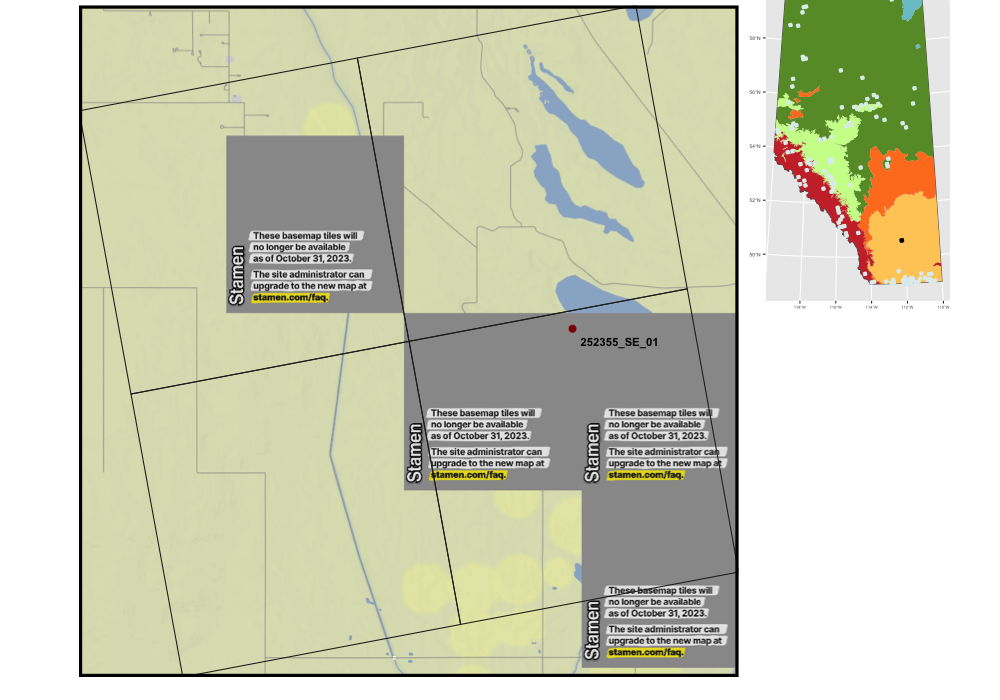 Stamen
These basemap tiles will
no longer be available
as of October 31, 2023.
The site administrator can
upgrade to the new map at
stamen.com/faq.
252355_SE_01
Stamen
These basemap tiles will
no longer be available
as of October 31, 2023.
The site administrator can
upgrade to the new map at
stamen.com/faq.
Stamen
These basemap tiles will
no longer be available
as of October 31, 2023.
The site administrator can
upgrade to the new map at
stamen.com/faq.
Stamen
These basemap tiles will
no longer be available
as of October 31, 2023.
The site administrator can
upgrade to the new map at
stamen.com/faq.
58°N
56°N
54°N
52°N
50°N
118°W
116°W
114°W
112°W
110°W